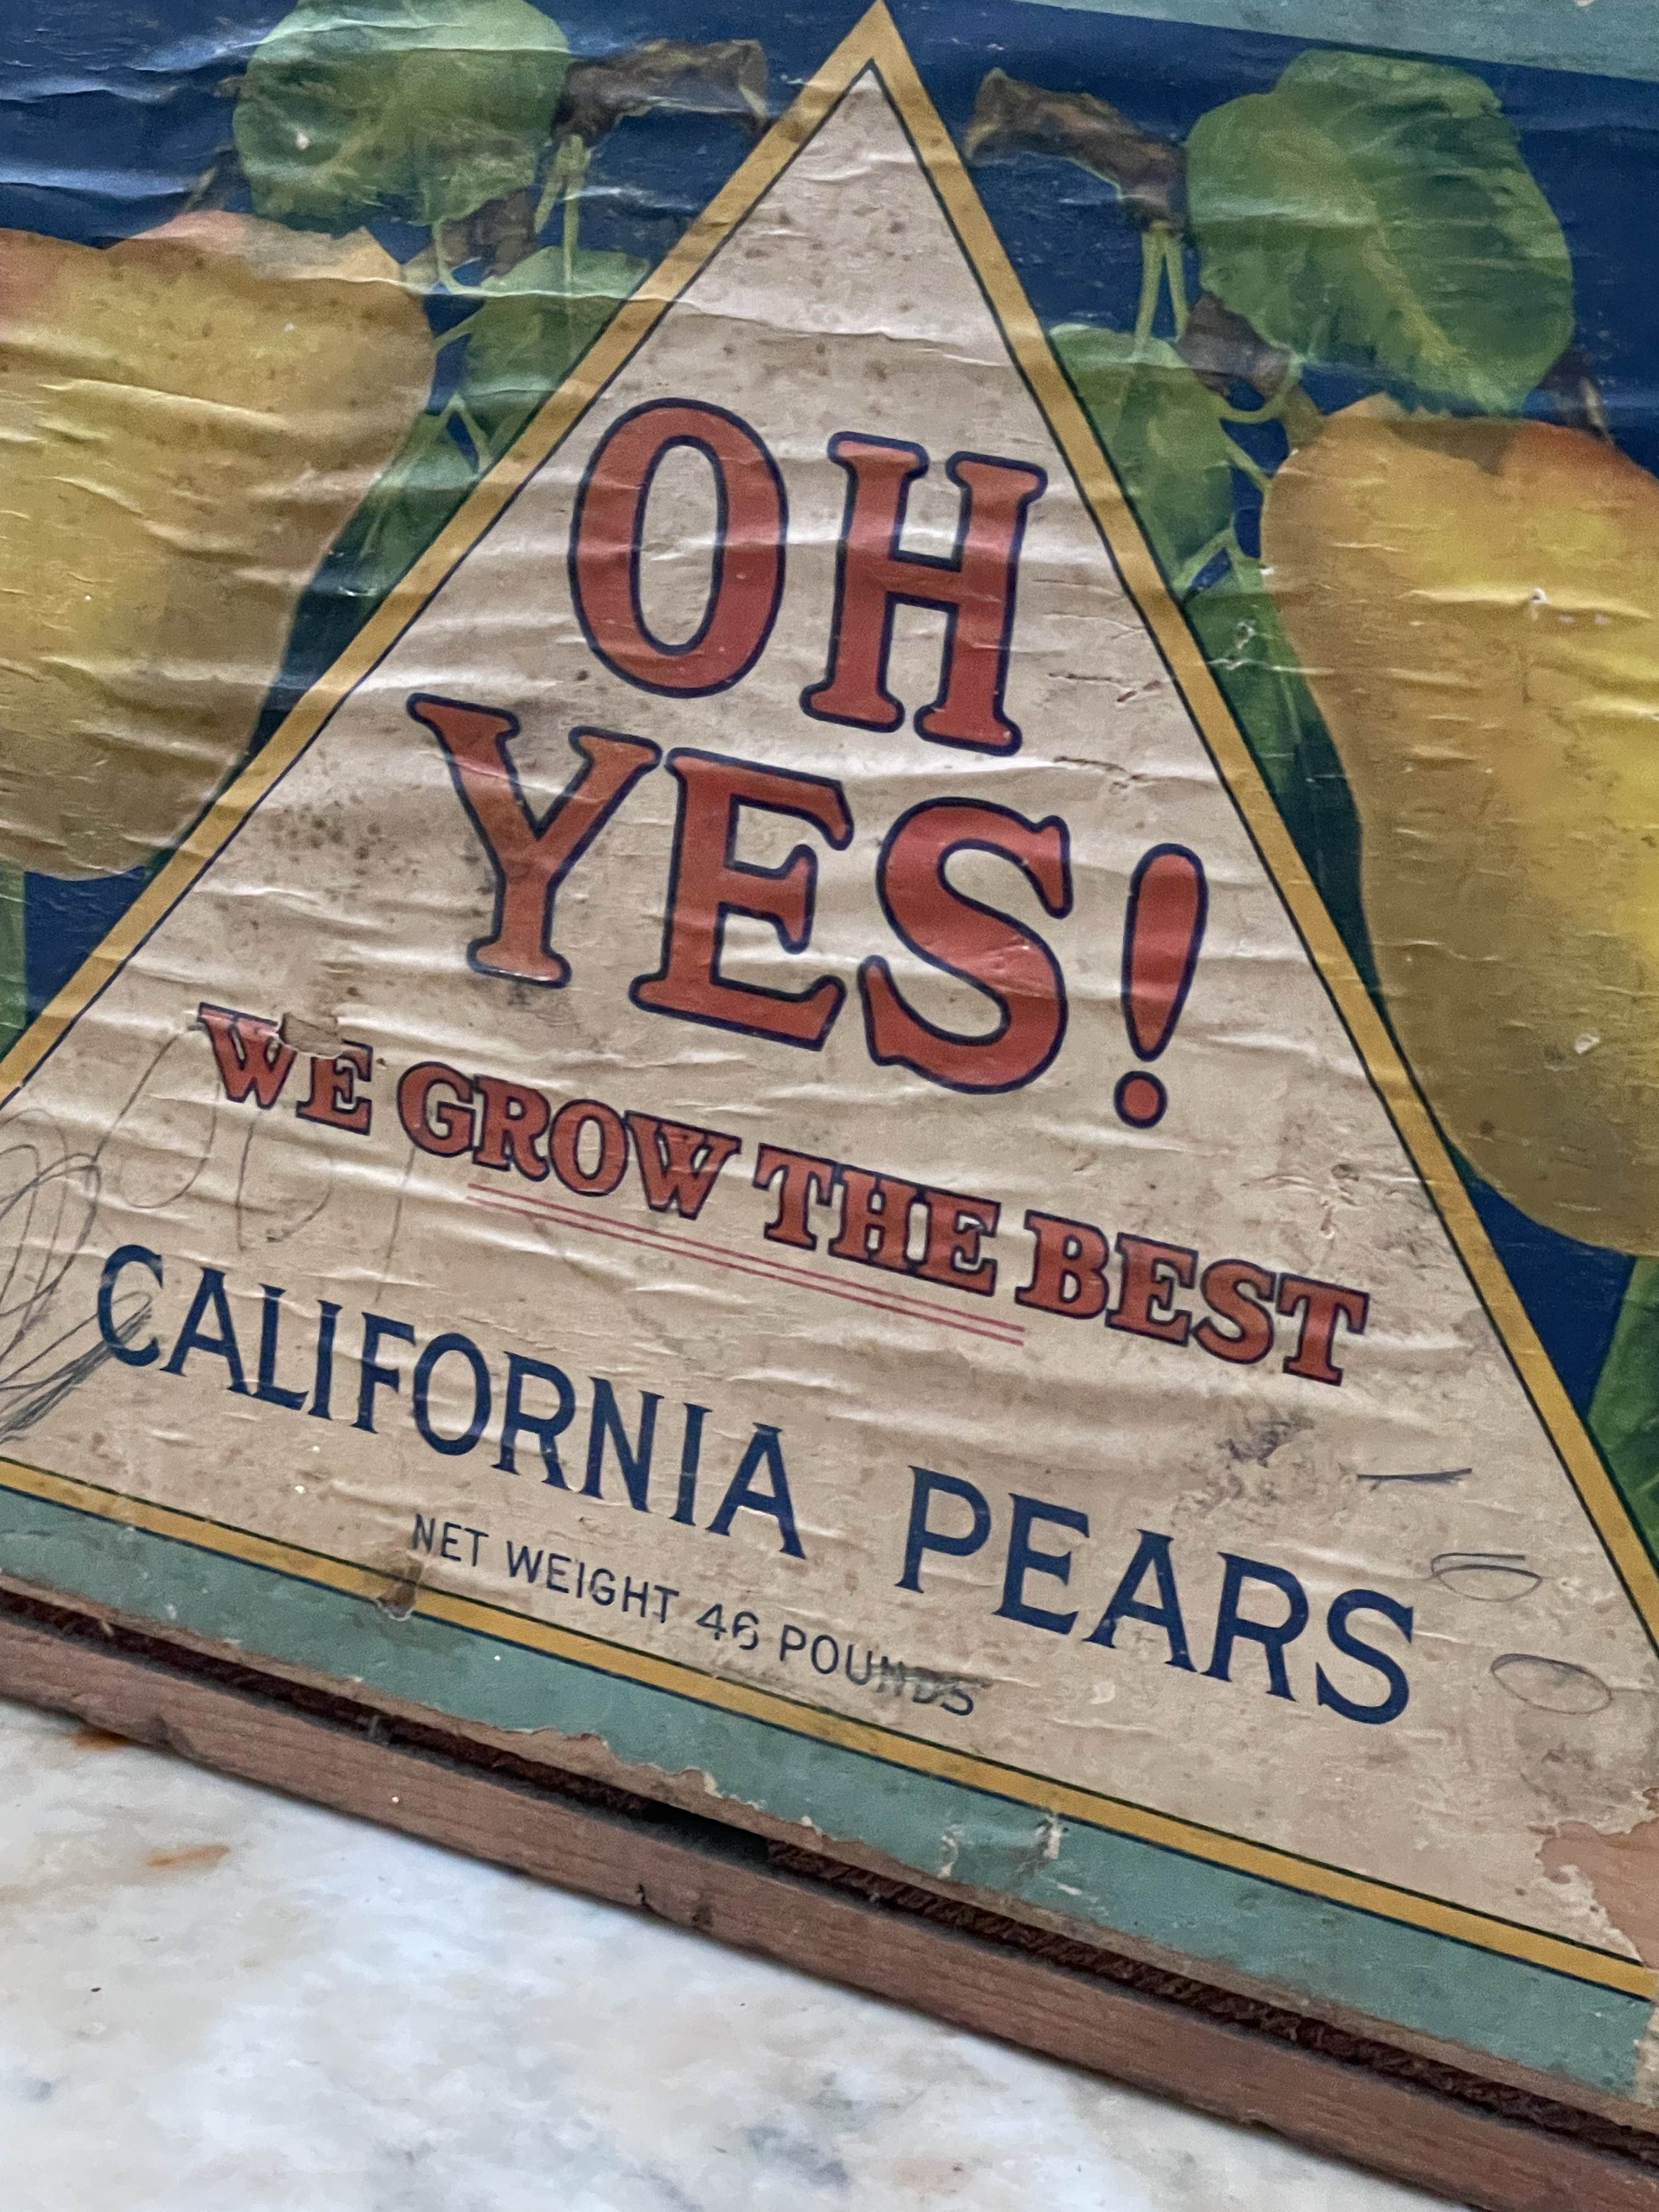 OH
YES!
WE GROW THE BEST
CALIFORNIA PEARS
NET WEIGHT 46 POUNDS